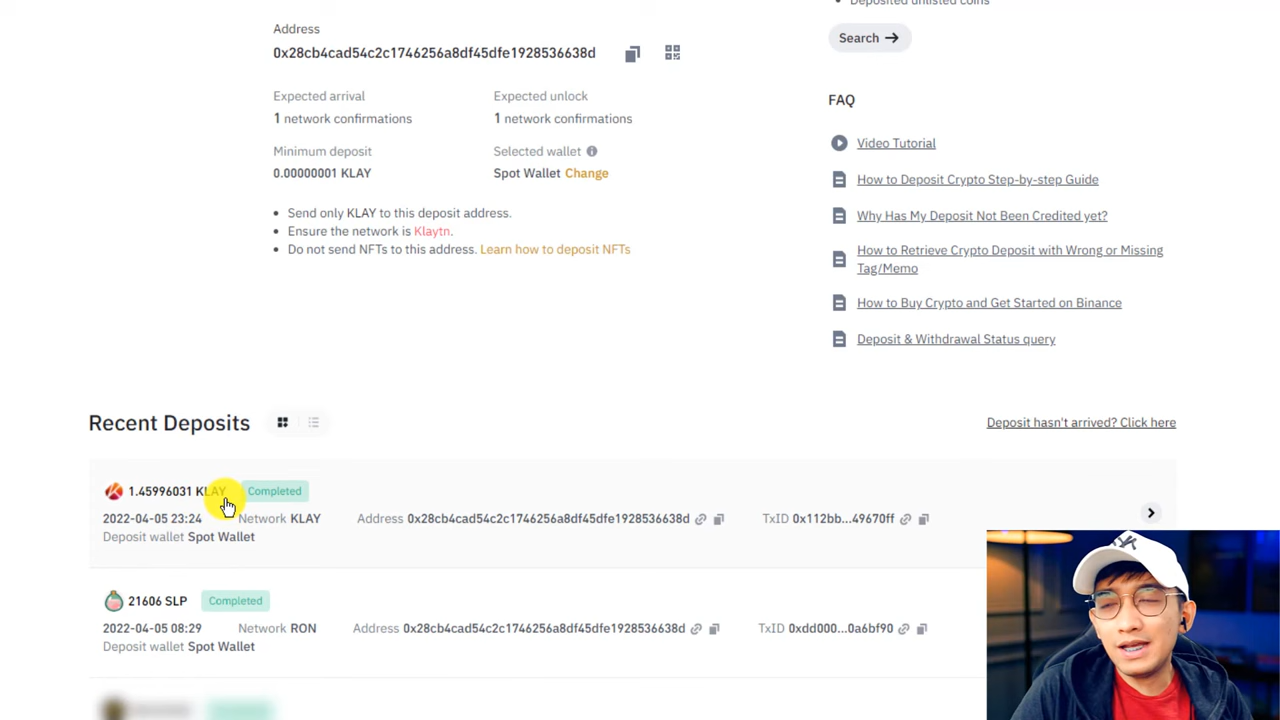 Deposited unlisted coins
Address
0x28cb4cad54c2c1746256a8df45dfe1928536638d
Search →
FAQ
Expected arrival
Expected unlock
1 network confirmations
1 network confirmations
Video Tutorial
Minimum deposit
Selected wallet
0.00000001 KLAY
Spot Wallet Change
How to Deposit Crypto Step-by-step Guide
Send only KLAY to this deposit address.
Why Has My Deposit Not Been Credited yet?
Ensure the network is Klaytn.
Do not send NFTs to this address. Learn how to deposit NFTs
How to Retrieve Crypto Deposit with Wrong or Missing
Tag/Memo
How to Buy Crypto and Get Started on Binance
Deposit & Withdrawal Status query
Recent Deposits
Deposit hasn't arrived? Click here
1.45996031 KLAY Completed
2022-04-05 23:24 Network KLAY Address 0x28cb4cad54c2c1746256a8df45dfe1928536638d TxID 0x112bb...49670ff
Deposit wallet Spot Wallet
21606 SLP Completed
2022-04-05 08:29 Network RON Address 0x28cb4cad54c2c1746256a8df45dfe1928536638d TxID 0xdd000...0a6bf90
Deposit wallet Spot Wallet